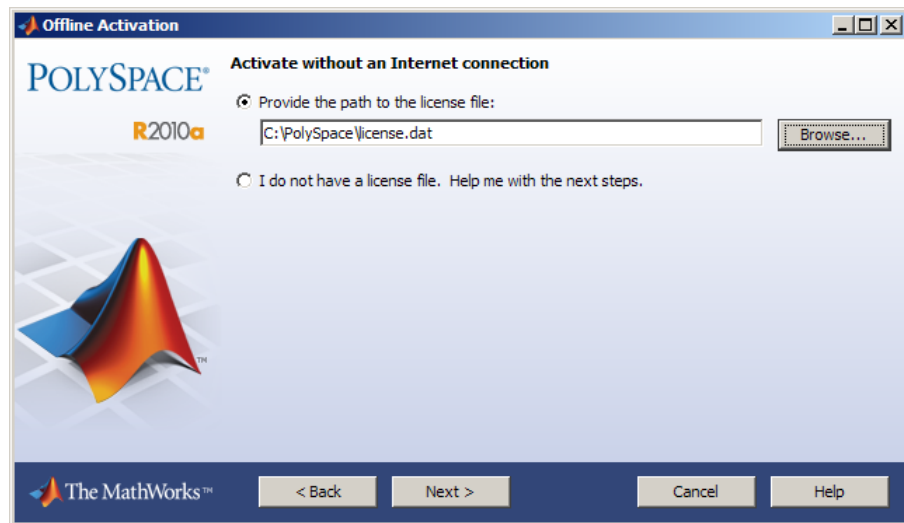 Offline Activation
POLYSPACE®
R2010a
Activate without an Internet connection
Provide the path to the license file:
C:\PolySpace\license.dat
Browse...
I do not have a license file. Help me with the next steps.
TM
The MathWorks™
< Back
Next >
Cancel
Help